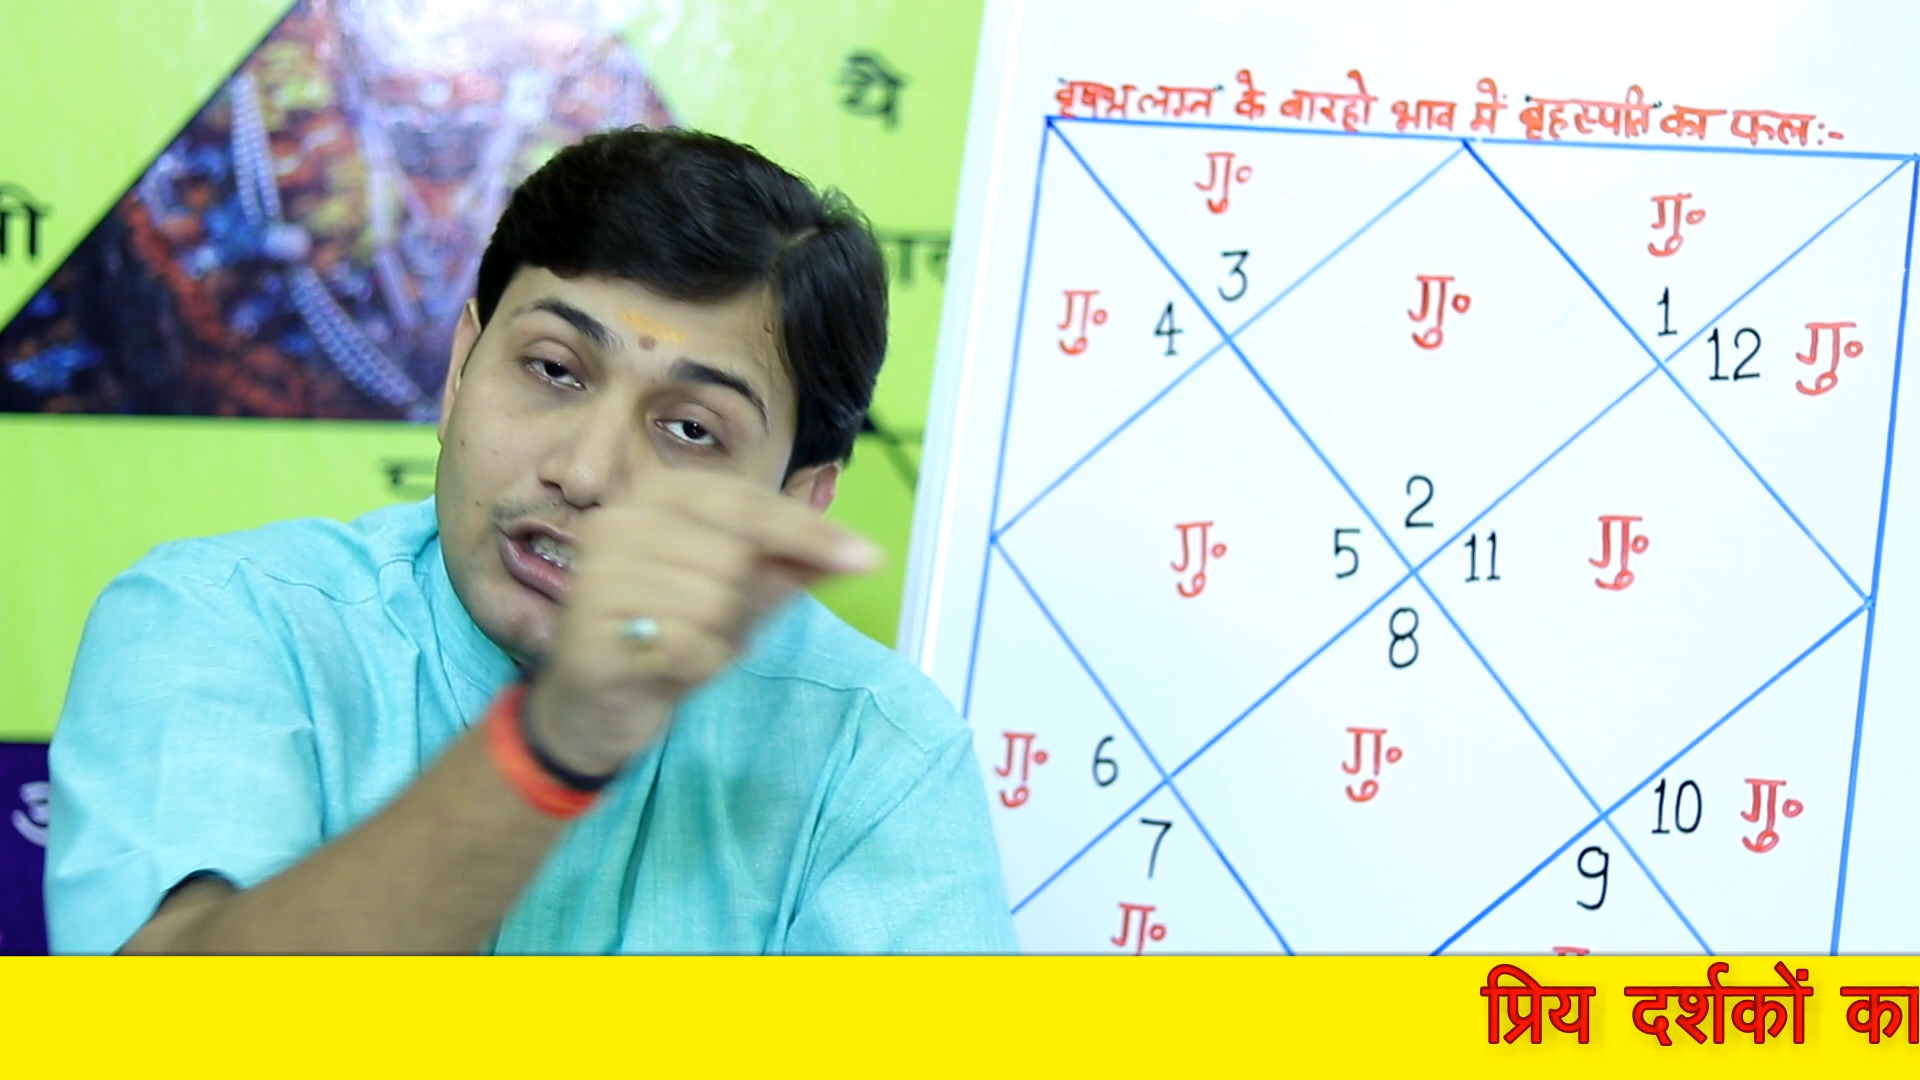 थै
वृषभ लग्न के बारहो भाव में बृहस्पति का फल:-
गु॰
गु॰
3
गु॰ 4
गु॰
1
12 गु॰
2
गु॰ 5
11 गु॰
8
गु॰ 6
गु॰
10 गु॰
7
9
गु॰
प्रिय दर्शकों का